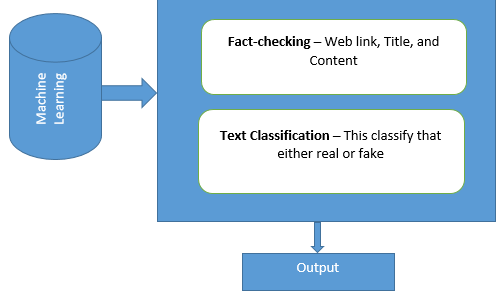 Machine
Learning
Fact-checking – Web link, Title, and
Content
Text Classification – This classify that
either real or fake
Output